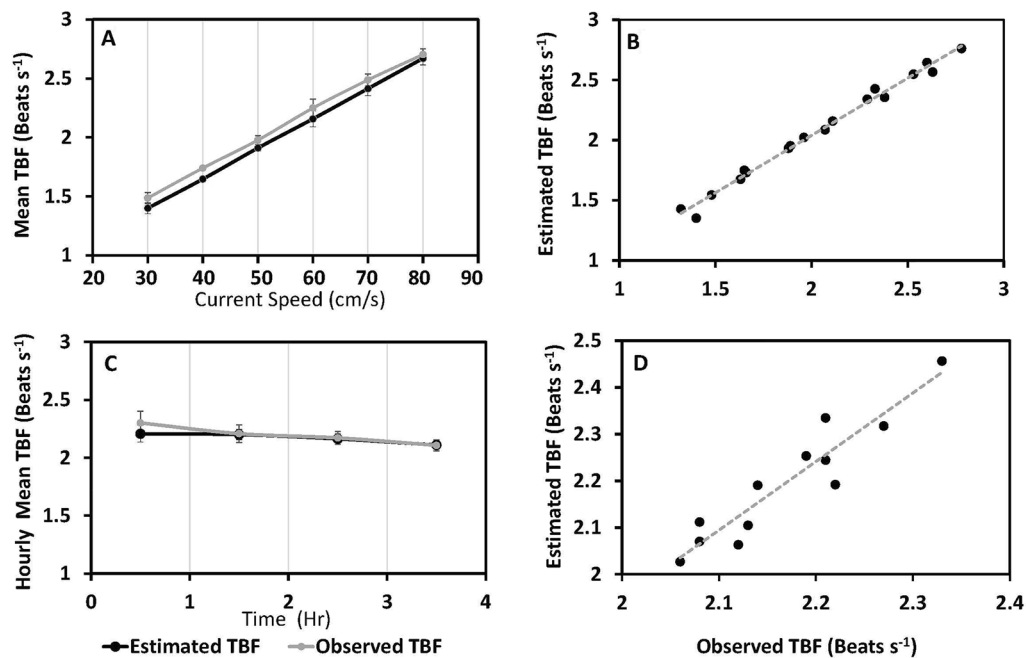 A
Mean TBF (Beats s-1)
3
2.5
2
1.5
1
20 30 40 50 60 70 80 90
Current Speed (cm/s)
B
Estimated TBF (Beats s-1)
3
2.5
2
1.5
1
1 1.5 2 2.5 3
C
Hourly Mean TBF (Beats s-1)
3
2.5
2
1.5
1
0 1 2 3 4
Time (Hr)
Estimated TBF Observed TBF
D
Estimated TBF (Beats s-1)
2.5
2.4
2.3
2.2
2.1
2
2 2.1 2.2 2.3 2.4
Observed TBF (Beats s-1)